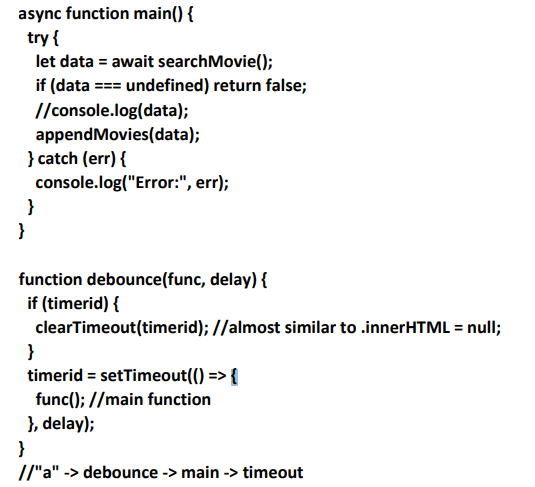 async function main() {
try {
let data = await searchMovie();
if (data === undefined) return false;
//console.log(data);
appendMovies(data);
} catch (err) {
console.log("Error:", err);
}
}
function debounce(func, delay) {
if (timerid) {
clearTimeout(timerid); //almost similar to .innerHTML = null;
}
timerid = setTimeout(() => {
func(); //main function
}, delay);
}
//"a" -> debounce -> main -> timeout